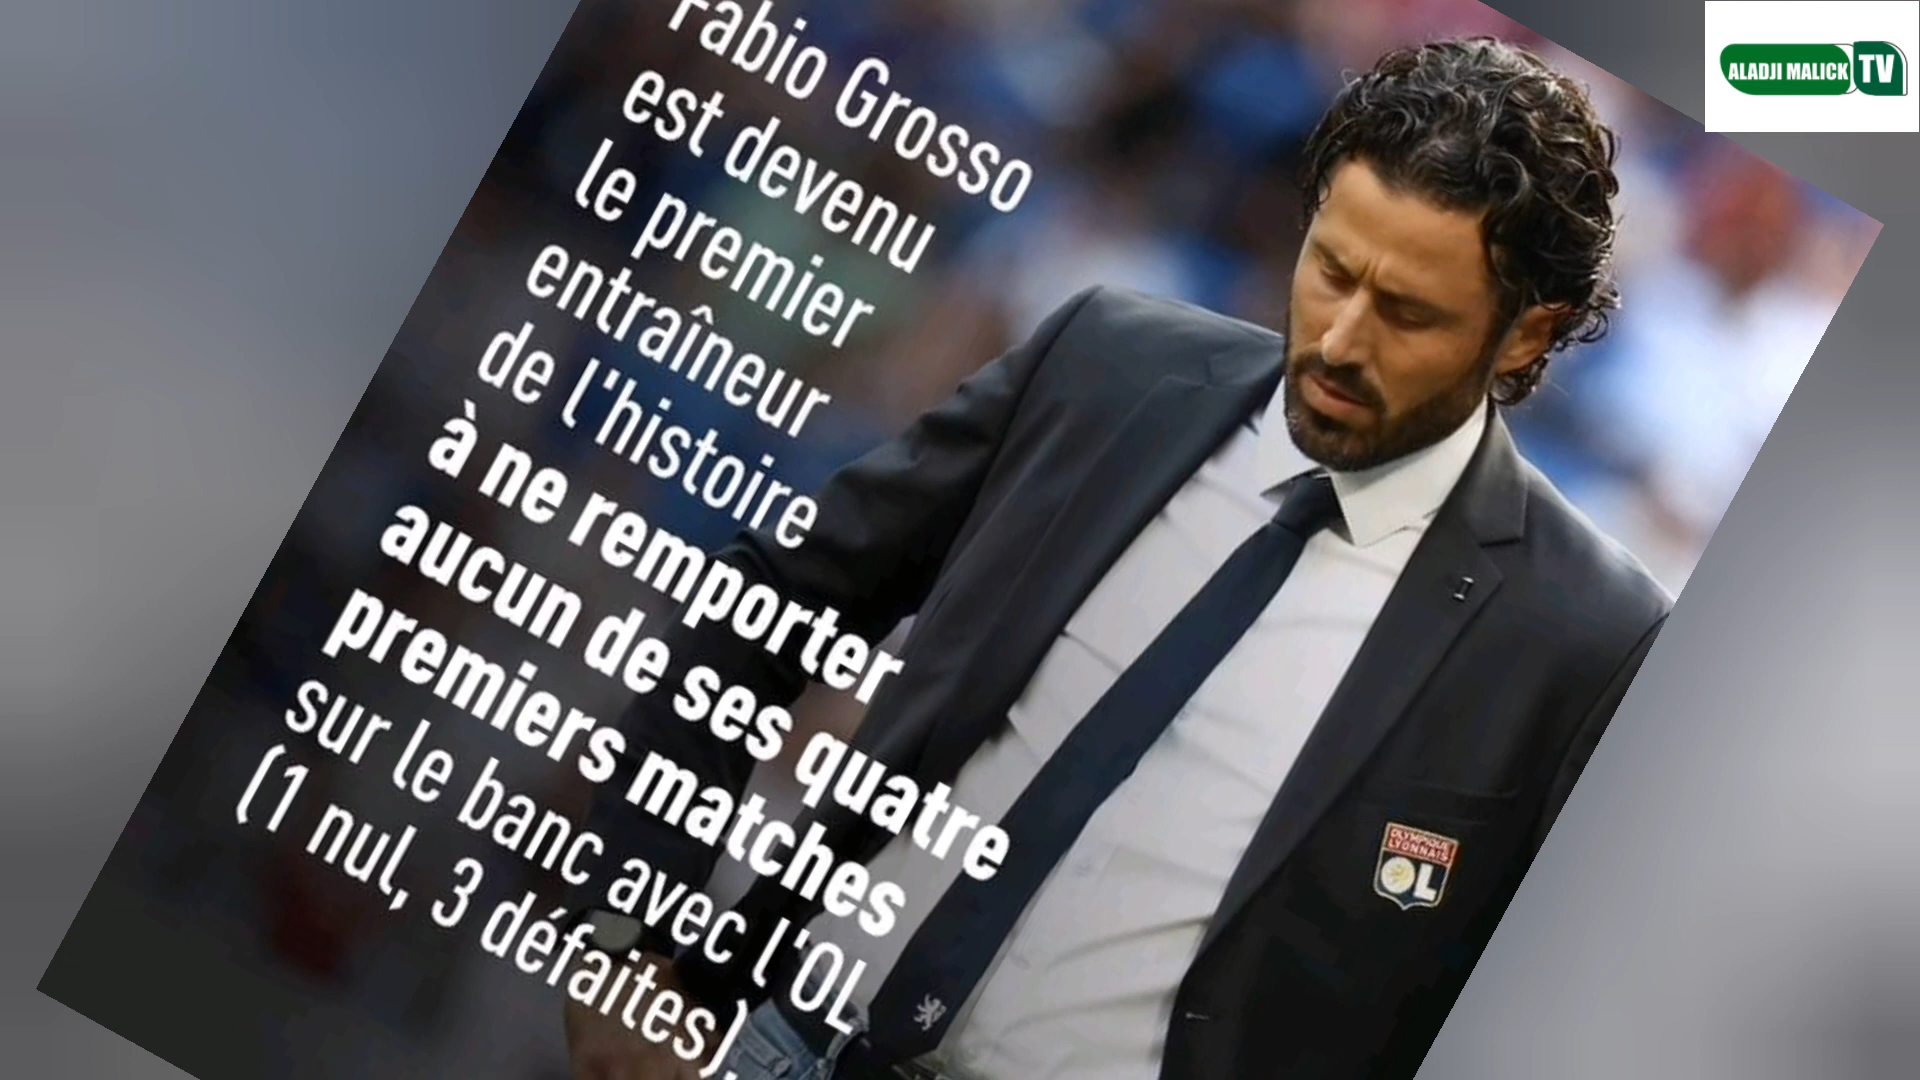 ALADJI MALICK TV
Fabio Grosso
est devenu
le premier
entraîneur
de l'histoire
à ne remporter
aucun de ses quatre
premiers matches
sur le banc avec l'OL
(1 nul, 3 défaites).
OLYMPIQUE
LYONNAIS
OL